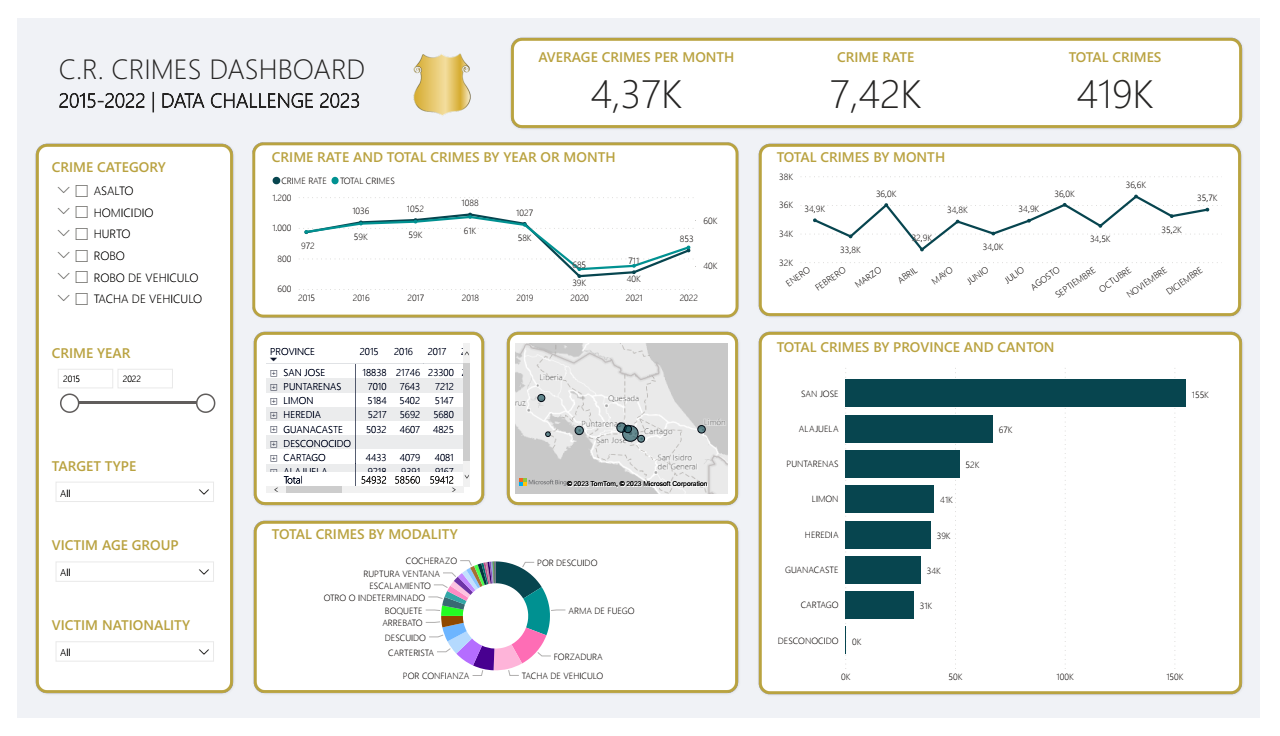 C.R. CRIMES DASHBOARD
2015-2022 | DATA CHALLENGE 2023
AVERAGE CRIMES PER MONTH
4,37K
CRIME RATE
7,42K
TOTAL CRIMES
419K
CRIME CATEGORY
ASALTO
HOMICIDIO
HURTO
ROBO
ROBO DE VEHICULO
TACHA DE VEHICULO
CRIME YEAR
2015 2022
TARGET TYPE
All
VICTIM AGE GROUP
All
VICTIM NATIONALITY
All
CRIME RATE AND TOTAL CRIMES BY YEAR OR MONTH
CRIME RATE TOTAL CRIMES
1.200
1.000
800
600
60K
40K
972 1036 1052 1088 1027 685 711 853
59K 59K 61K 58K 39K 40K
2015 2016 2017 2018 2019 2020 2021 2022
TOTAL CRIMES BY MONTH
38K
36K
34K
32K
34,9K 33,8K 36,0K 32,9K 34,8K 34,0K 34,9K 36,0K 34,5K 36,6K 35,2K 35,7K
ENERO FEBRERO MARZO ABRIL MAYO JUNIO JULIO AGOSTO SEPTIEMBRE OCTUBRE NOVIEMBRE DICIEMBRE
PROVINCE 2015 2016 2017
SAN JOSE 18838 21746 23300
PUNTARENAS 7010 7643 7212
LIMON 5184 5402 5147
HEREDIA 5217 5692 5680
GUANACASTE 5032 4607 4825
DESCONOCIDO
CARTAGO 4433 4079 4081
ALAJUELA 9218 9391 9167
Total 54932 58560 59412
Liberia
ruz
Quesada
Puntarenas
San José
Cartago
Limon
San Isidro
del General
Microsoft Bing
© 2023 TomTom, © 2023 Microsoft Corporation
TOTAL CRIMES BY MODALITY
COCHERAZO
RUPTURA VENTANA
ESCALAMIENTO
OTRO O INDETERMINADO
BOQUETE
ARREBATO
DESCUIDO
CARTERISTA
POR CONFIANZA
POR DESCUIDO
ARMA DE FUEGO
FORZADURA
TACHA DE VEHICULO
TOTAL CRIMES BY PROVINCE AND CANTON
SAN JOSE 155K
ALAJUELA 67K
PUNTARENAS 52K
LIMON 41K
HEREDIA 39K
GUANACASTE 34K
CARTAGO 31K
DESCONOCIDO 0K
0K 50K 100K 150K